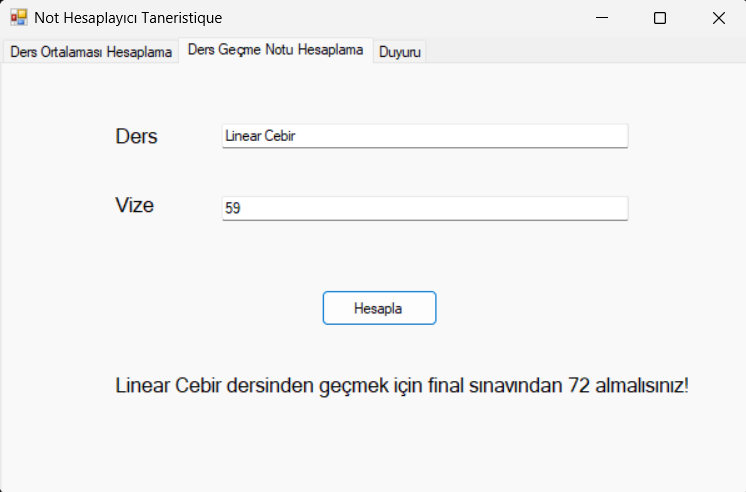 Not Hesaplayıcı Taneristique
Ders Ortalaması Hesaplama
Ders Geçme Notu Hesaplama
Duyuru
Ders
Linear Cebir
Vize
59
Hesapla
Linear Cebir dersinden geçmek için final sınavından 72 almalısınız!